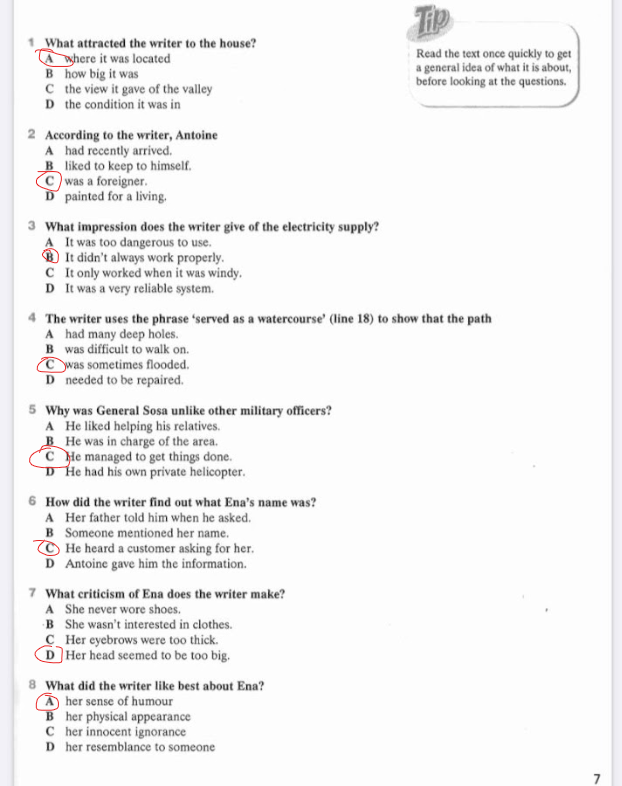 Tip
Read the text once quickly to get
a general idea of what it is about,
before looking at the questions.
1 What attracted the writer to the house?
A where it was located
B how big it was
C the view it gave of the valley
D the condition it was in
2 According to the writer, Antoine
A had recently arrived.
B liked to keep to himself.
C was a foreigner.
D painted for a living.
3 What impression does the writer give of the electricity supply?
A It was too dangerous to use.
B It didn't always work properly.
C It only worked when it was windy.
D It was a very reliable system.
4 The writer uses the phrase 'served as a watercourse' (line 18) to show that the path
A had many deep holes.
B was difficult to walk on.
C was sometimes flooded.
D needed to be repaired.
5 Why was General Sosa unlike other military officers?
A He liked helping his relatives.
B He was in charge of the area.
C He managed to get things done.
D He had his own private helicopter.
6 How did the writer find out what Ena's name was?
A Her father told him when he asked.
B Someone mentioned her name.
C He heard a customer asking for her.
D Antoine gave him the information.
7 What criticism of Ena does the writer make?
A She never wore shoes.
B She wasn't interested in clothes.
C Her eyebrows were too thick.
D Her head seemed to be too big.
8 What did the writer like best about Ena?
A her sense of humour
B her physical appearance
C her innocent ignorance
D her resemblance to someone
7